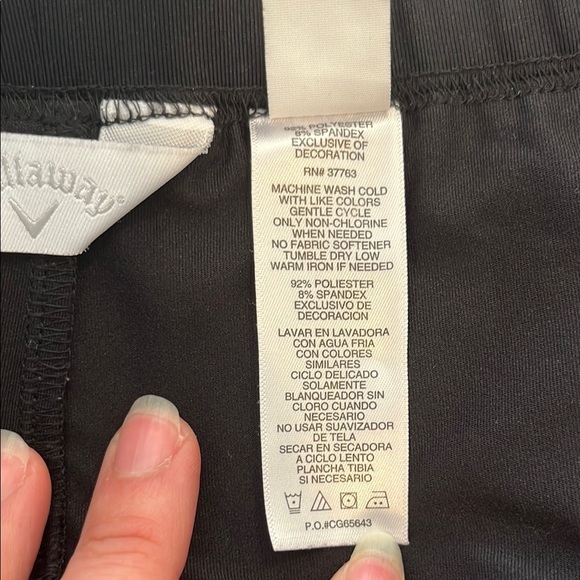 llaway®
92% POLYESTER
8% SPANDEX
EXCLUSIVE OF
DECORATION
RN# 37763
MACHINE WASH COLD
WITH LIKE COLORS
GENTLE CYCLE
ONLY NON-CHLORINE
WHEN NEEDED
NO FABRIC SOFTENER
TUMBLE DRY LOW
WARM IRON IF NEEDED
92% POLIESTER
8% SPANDEX
EXCLUSIVO DE
DECORACION
LAVAR EN LAVADORA
CON AGUA FRIA
CON COLORES
SIMILARES
CICLO DELICADO
SOLAMENTE
BLANQUEADOR SIN
CLORO CUANDO
NECESARIO
NO USAR SUAVIZADOR
DE TELA
SECAR EN SECADORA
A CICLO LENTO
PLANCHA TIBIA
SI NECESARIO
P.O.#CG65643